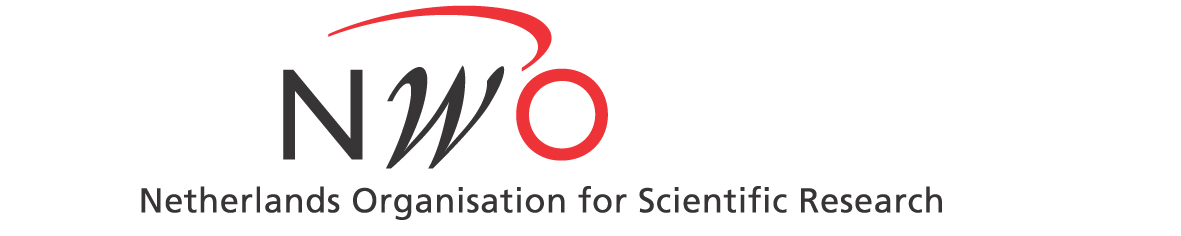 NWO
Netherlands Organisation for Scientific Research